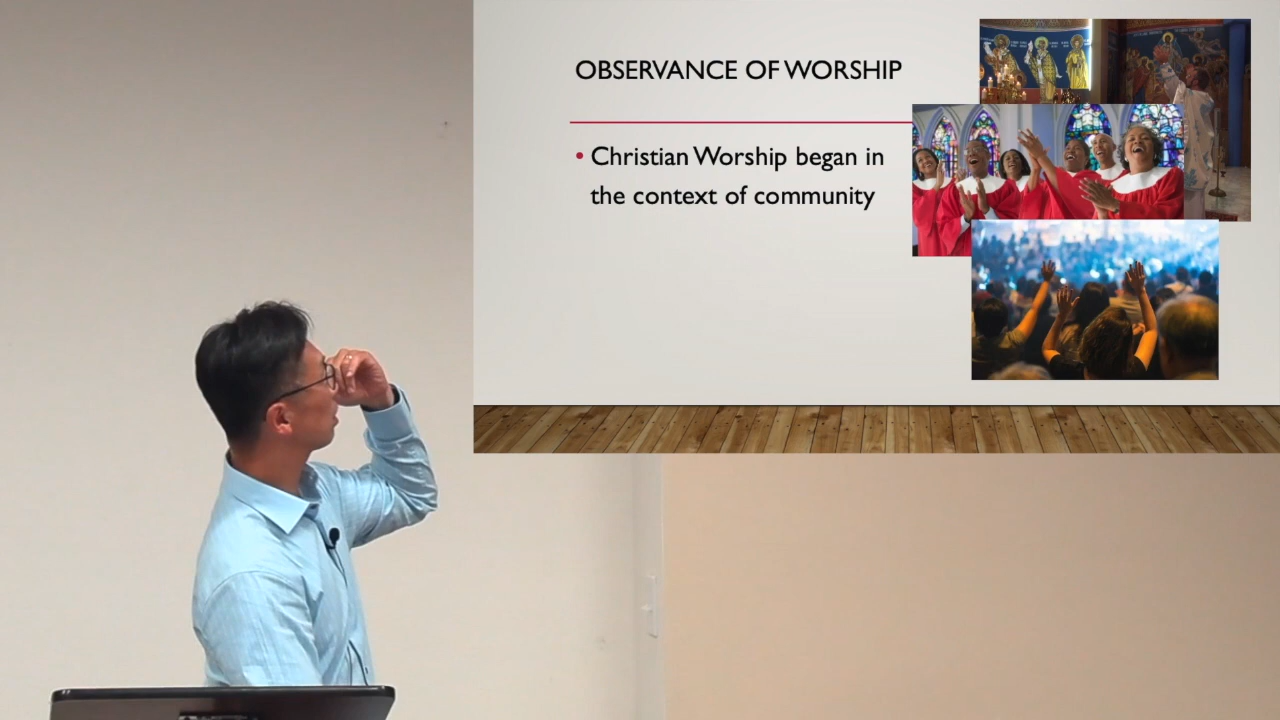 OBSERVANCE OF WORSHIP
• Christian Worship began in
the context of community